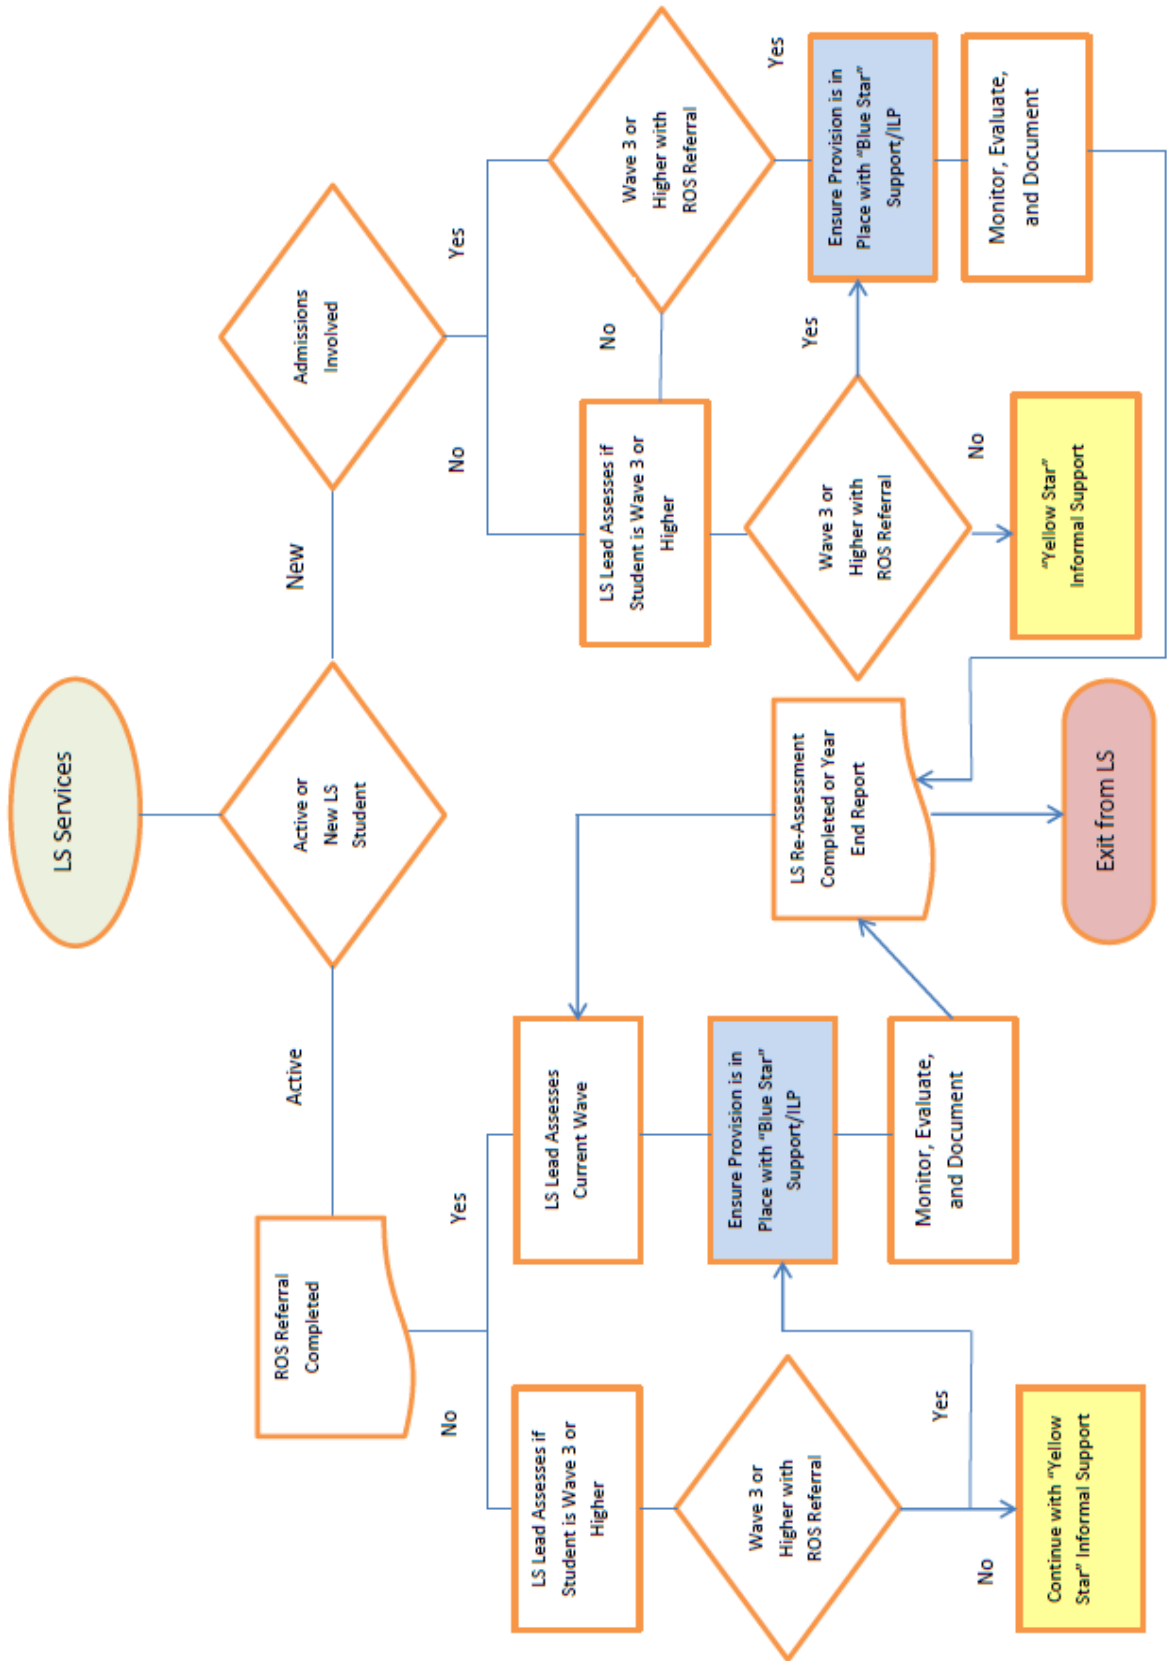 LS Services
Active or
New LS
Student
Active
New
ROS Referral
Completed
Admissions
Involved
No
Yes
No
Yes
LS Lead Assesses if
Student is Wave 3 or
Higher
LS Lead Assesses
Current Wave
LS Lead Assesses if
Student is Wave 3 or
Higher
No
Wave 3 or
Higher with
ROS Referral
Wave 3 or
Higher with
ROS Referral
Ensure Provision is in
Place with "Blue Star"
Support/ILP
LS Re-Assessment
Completed or Year
End Report
Wave 3 or
Higher with
ROS Referral
Yes
Yes
Ensure Provision is in
Place with "Blue Star"
Support/ILP
Yes
No
Monitor, Evaluate,
and Document
No
Monitor, Evaluate,
and Document
Continue with "Yellow
Star" Informal Support
Exit from LS
"Yellow Star"
Informal Support